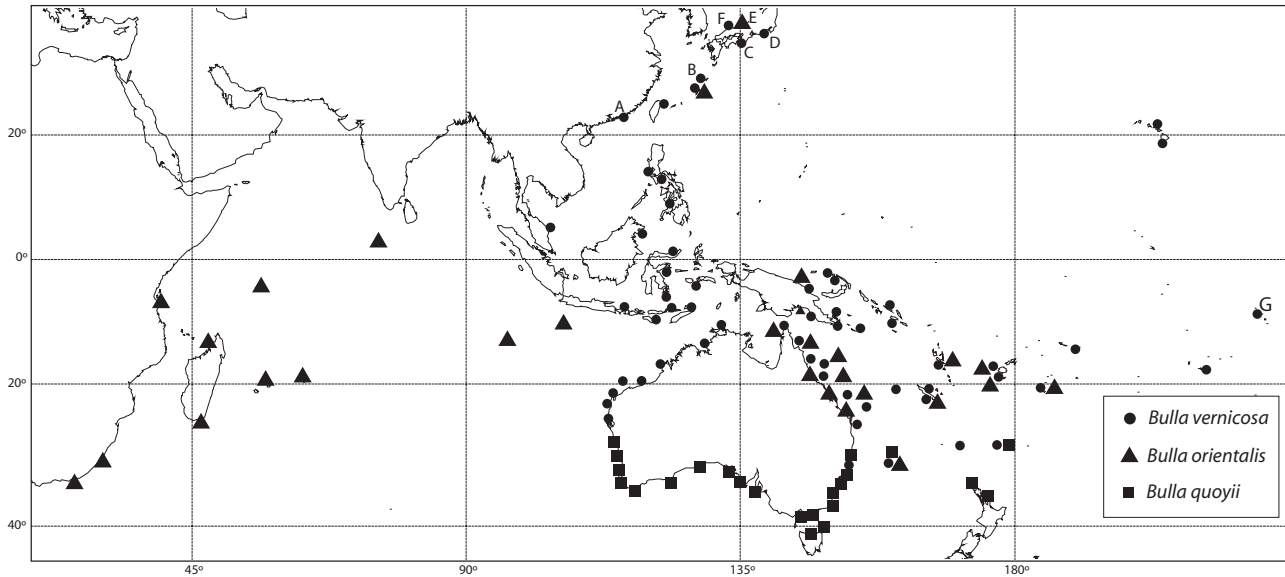 F E
D
C
B
A
20º
G
0º
20º
Bulla vernicosa
Bulla orientalis
Bulla quoyii
40º
45º 90º 135º 180º